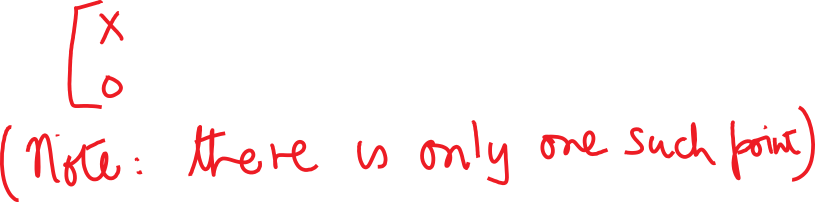 [x
0
(Note: there is only one such point)